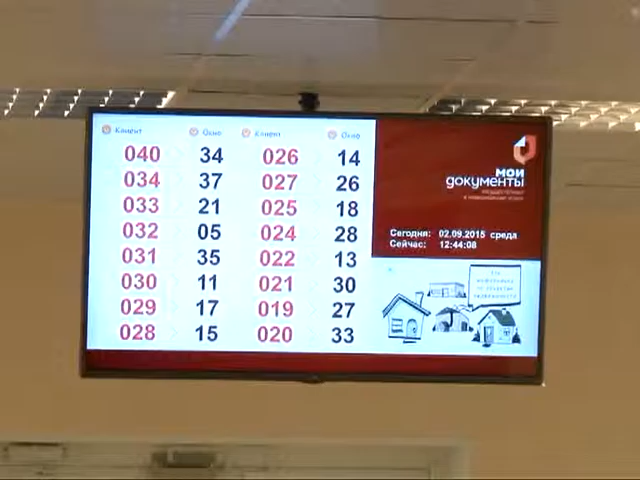 Клиент Окно Клиент Окно
040 34 026 14
034 37 027 26
033 21 025 18
032 05 024 28
031 35 022 13
030 11 021 30
029 17 019 27
028 15 020 33
мои
документы
Сегодня: 02.09.2015 среда
Сейчас: 12:44:08